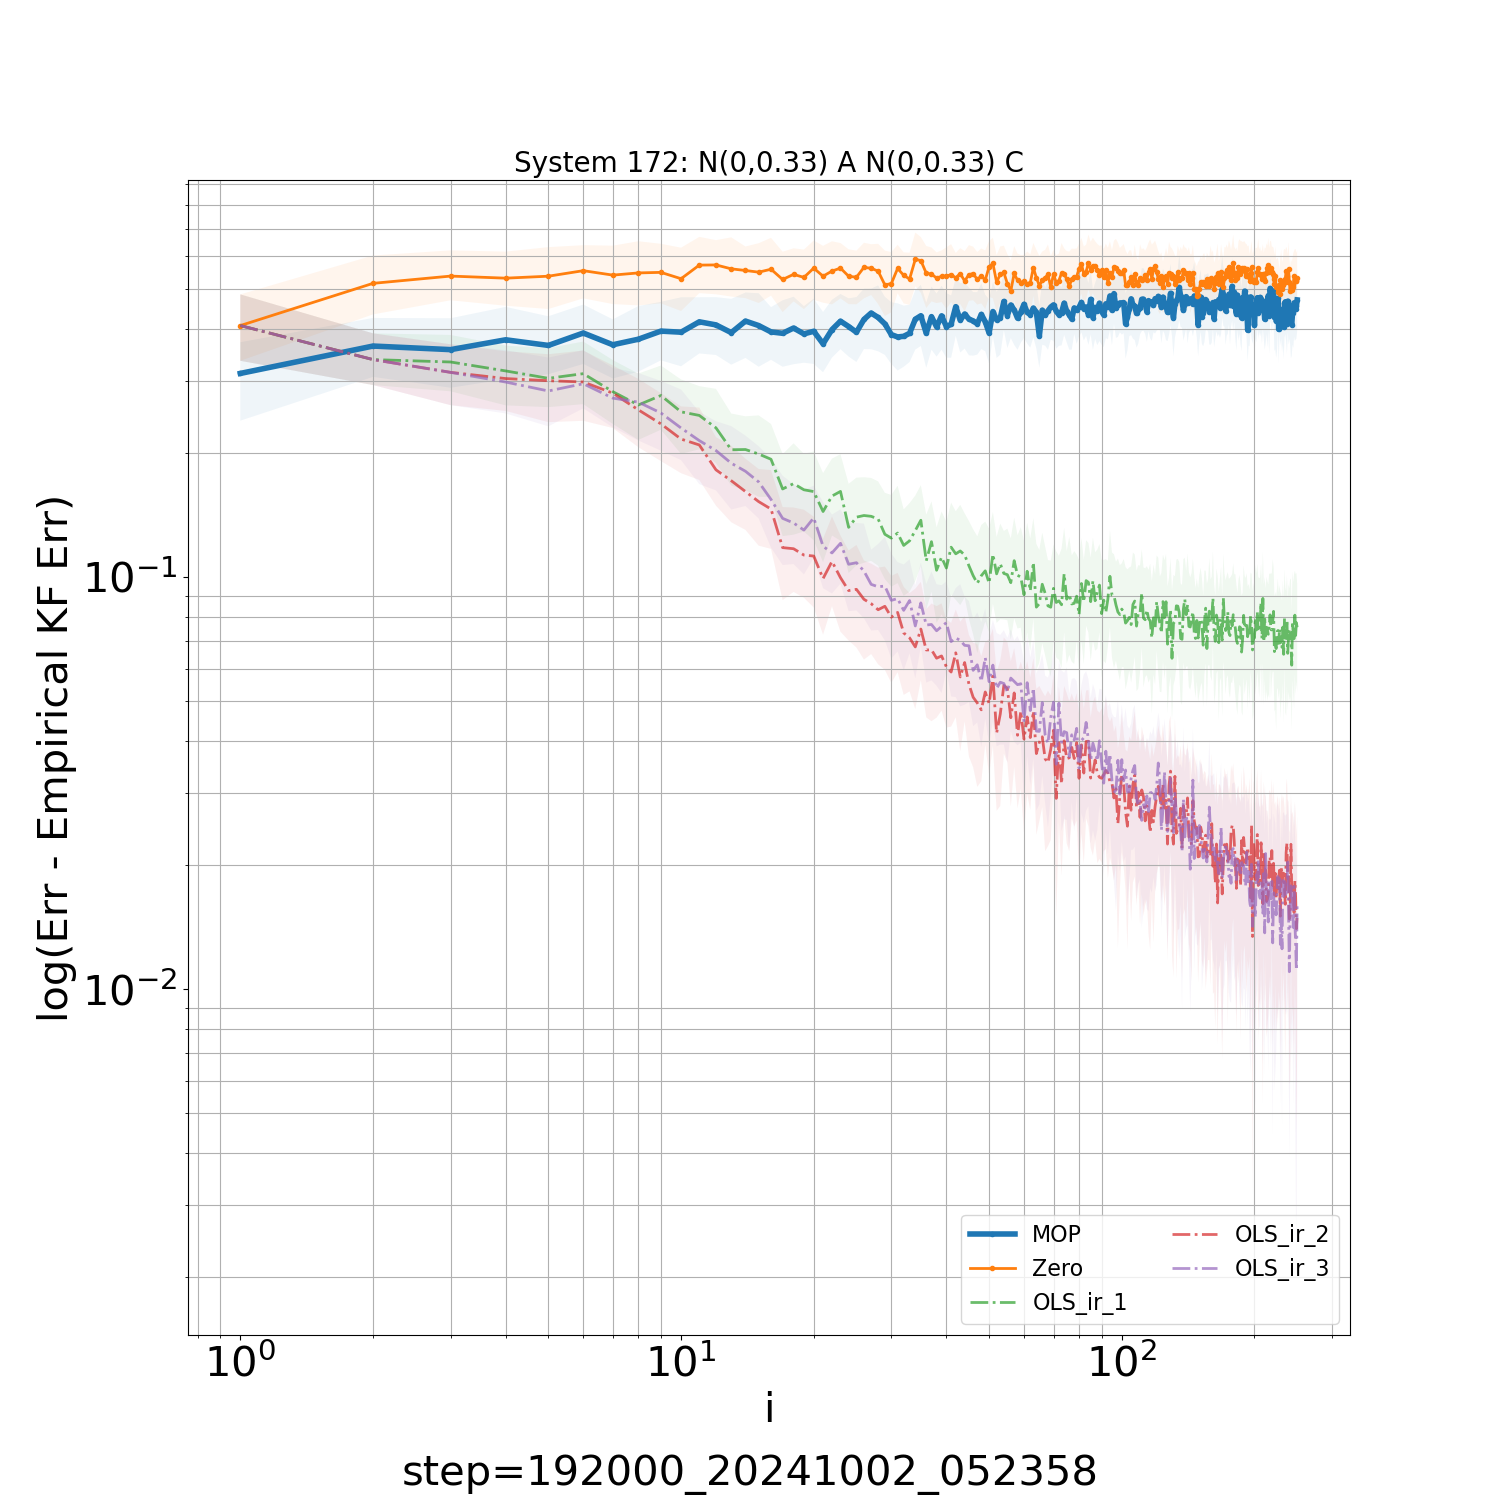 System 172: N(0,0.33) A N(0,0.33) C
log(Err - Empirical KF Err)
10⁻¹
10⁻²
10⁰
10¹
10²
i
MOP
Zero
OLS_ir_1
OLS_ir_2
OLS_ir_3
step=192000_20241002_052358